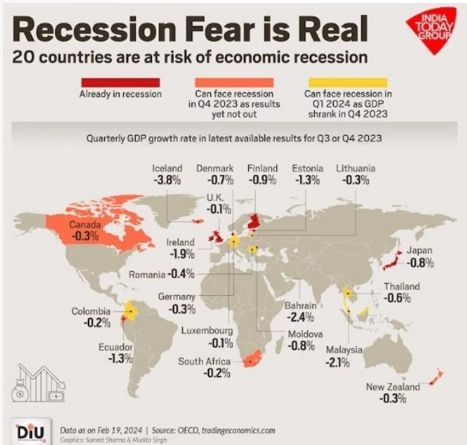 Recession Fear is Real
INDIA
TODAY
GROUP
20 countries are at risk of economic recession
Already in recession
Can face recession
in Q4 2023 as results
yet not out
Can face recession in
Q1 2024 as GDP
shrank in Q4 2023
Quarterly GDP growth rate in latest available results for Q3 or Q4 2023
Iceland
-3.8%
Denmark
-0.7%
Finland
-0.9%
Estonia
-1.3%
Lithuania
-0.3%
U.K.
-0.1%
Canada
-0.3%
Ireland
-1.9%
Japan
-0.8%
Romania -0.4%
Thailand
-0.6%
Germany
-0.3%
Bahrain
-2.4%
Colombia
-0.2%
Luxembourg
-0.1%
Moldova
-0.8%
Ecuador
-1.3%
Malaysia
-2.1%
South Africa
-0.2%
New Zealand
-0.3%
DiU
Data as on Feb 19, 2024 | Source: OECD, tradingeconomics.com
Graphics: Sameet Sharma & Mudita Singh